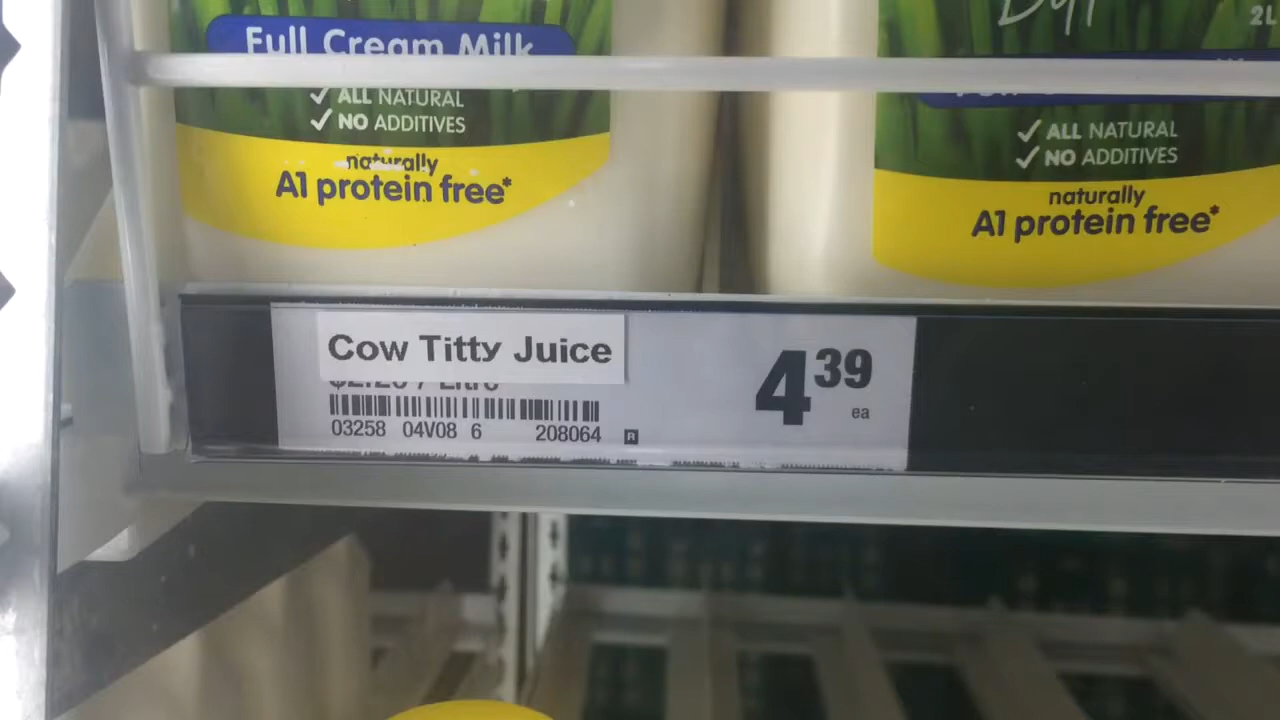 Full Cream Milk
ALL NATURAL
NO ADDITIVES
naturally
A1 protein free*
2L
ALL NATURAL
NO ADDITIVES
naturally
A1 protein free*
Cow Titty Juice
4 39
ea
03258 04V08 6 208064